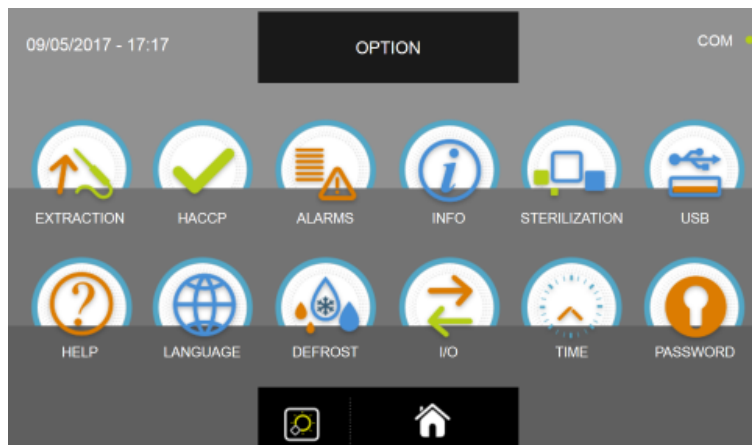 09/05/2017 - 17:17
OPTION
COM
EXTRACTION
HACCP
ALARMS
INFO
STERILIZATION
USB
HELP
LANGUAGE
DEFROST
I/O
TIME
PASSWORD